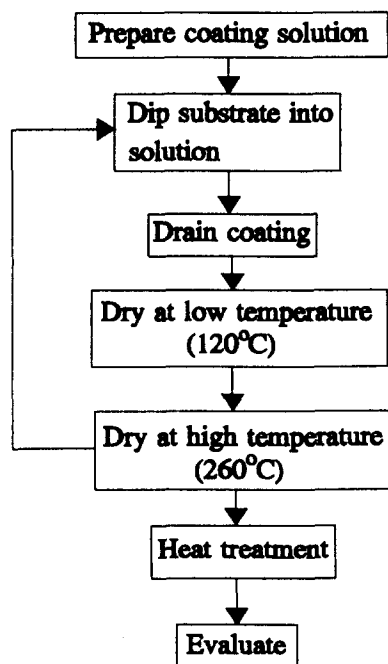 Prepare coating solution
Dip substrate into
solution
Drain coating
Dry at low temperature
(120°C)
Dry at high temperature
(260°C)
Heat treatment
Evaluate